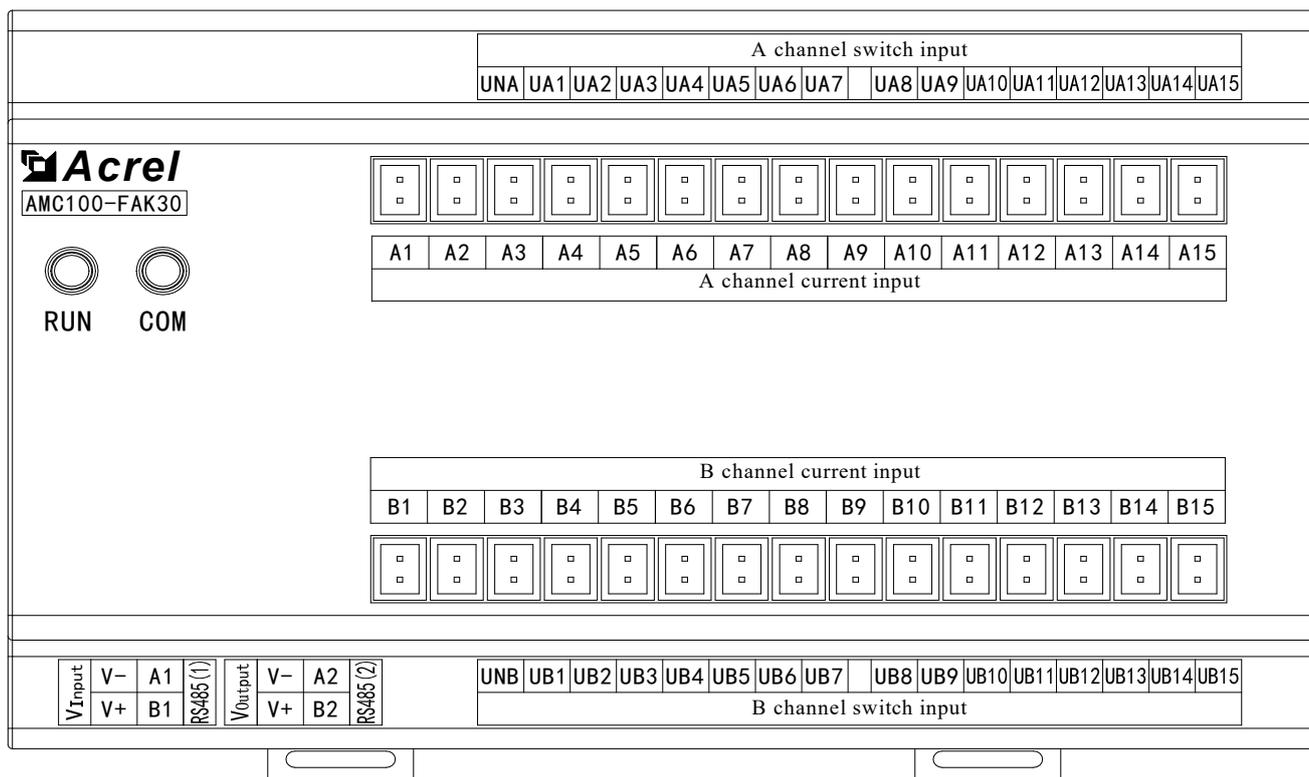 A channel switch input
UNA UA1 UA2 UA3 UA4 UA5 UA6 UA7 UA8 UA9 UA10 UA11 UA12 UA13 UA14 UA15
Acrel
AMC100-FAK30
A1 A2 A3 A4 A5 A6 A7 A8 A9 A10 A11 A12 A13 A14 A15
A channel current input
RUN COM
B channel current input
B1 B2 B3 B4 B5 B6 B7 B8 B9 B10 B11 B12 B13 B14 B15
VInput
V- A1
V+ B1
RS485(1)
VOutput
V- A2
V+ B2
RS485(2)
UNB UB1 UB2 UB3 UB4 UB5 UB6 UB7 UB8 UB9 UB10 UB11 UB12 UB13 UB14 UB15
B channel switch input